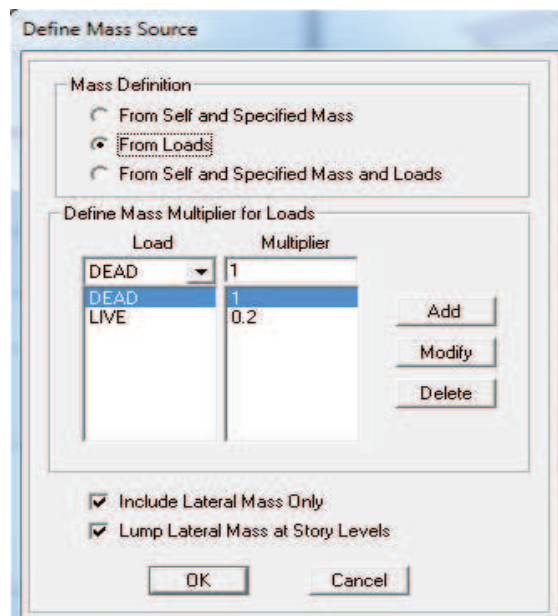 Define Mass Source
Mass Definition
From Self and Specified Mass
From Loads
From Self and Specified Mass and Loads
Define Mass Multiplier for Loads
Load Multiplier
DEAD 1
DEAD 1
LIVE 0.2
Add
Modify
Delete
Include Lateral Mass Only
Lump Lateral Mass at Story Levels
OK Cancel